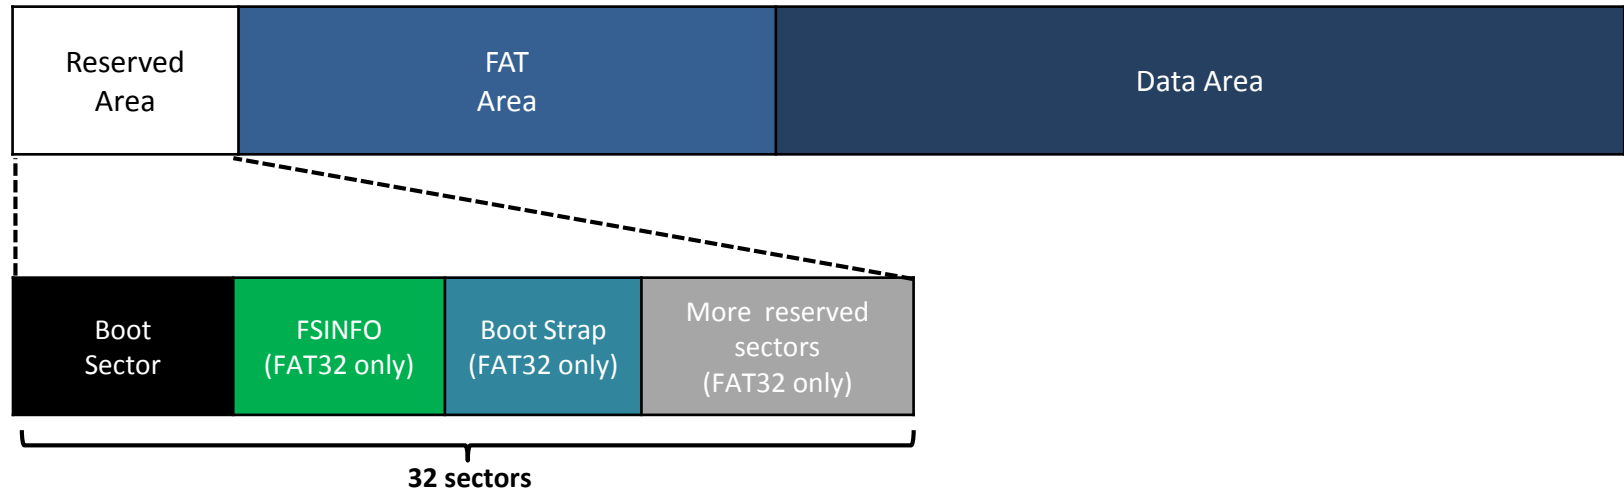 Reserved
Area
FAT
Area
Data Area
Boot
Sector
FSINFO
(FAT32 only)
Boot Strap
(FAT32 only)
More reserved
sectors
(FAT32 only)
32 sectors